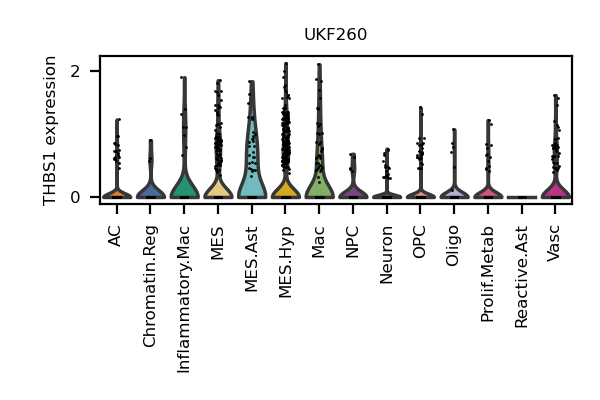 UKF260
THBS1 expression
2
0
AC
Chromatin.Reg
Inflammatory.Mac
MES
MES.Ast
MES.Hyp
Mac
NPC
Neuron
OPC
Oligo
Prolif.Metab
Reactive.Ast
Vasc